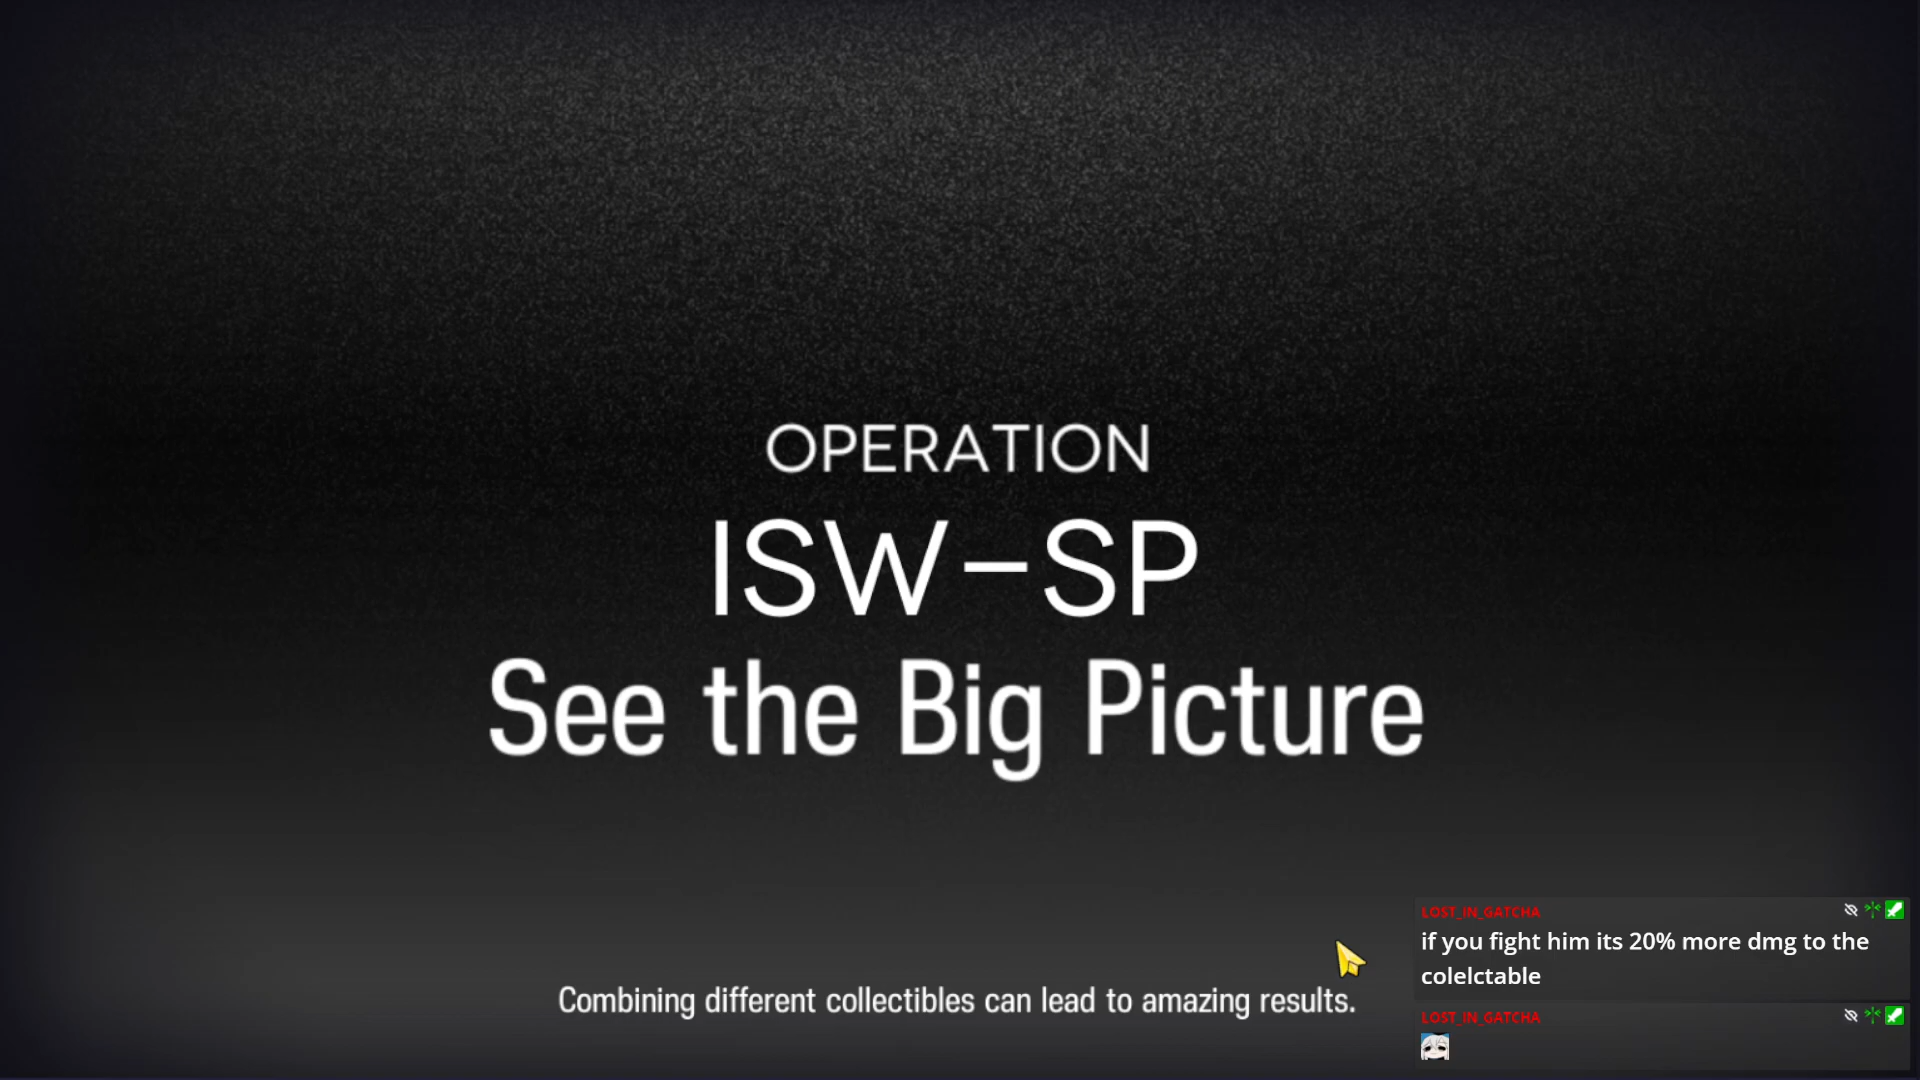 OPERATION
ISW-SP
See the Big Picture
Combining different collectibles can lead to amazing results.
LOST_IN_GATCHA
if you fight him its 20% more dmg to the
colelctable
LOST_IN_GATCHA